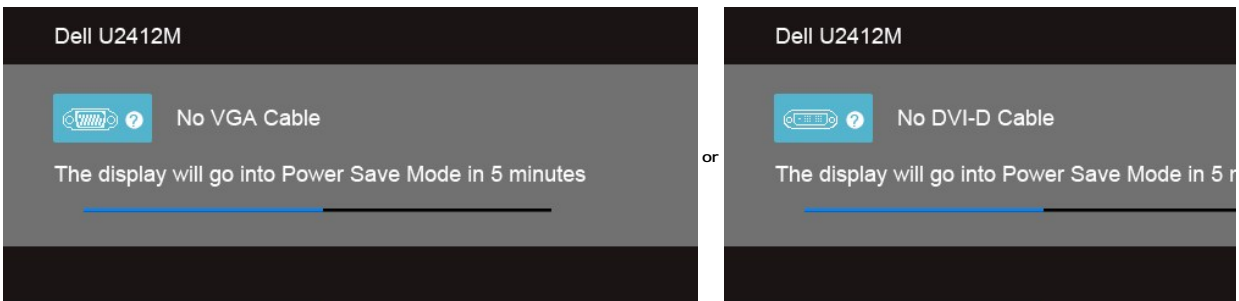 Dell U2412M
No VGA Cable
The display will go into Power Save Mode in 5 minutes
or
Dell U2412M
No DVI-D Cable
The display will go into Power Save Mode in 5